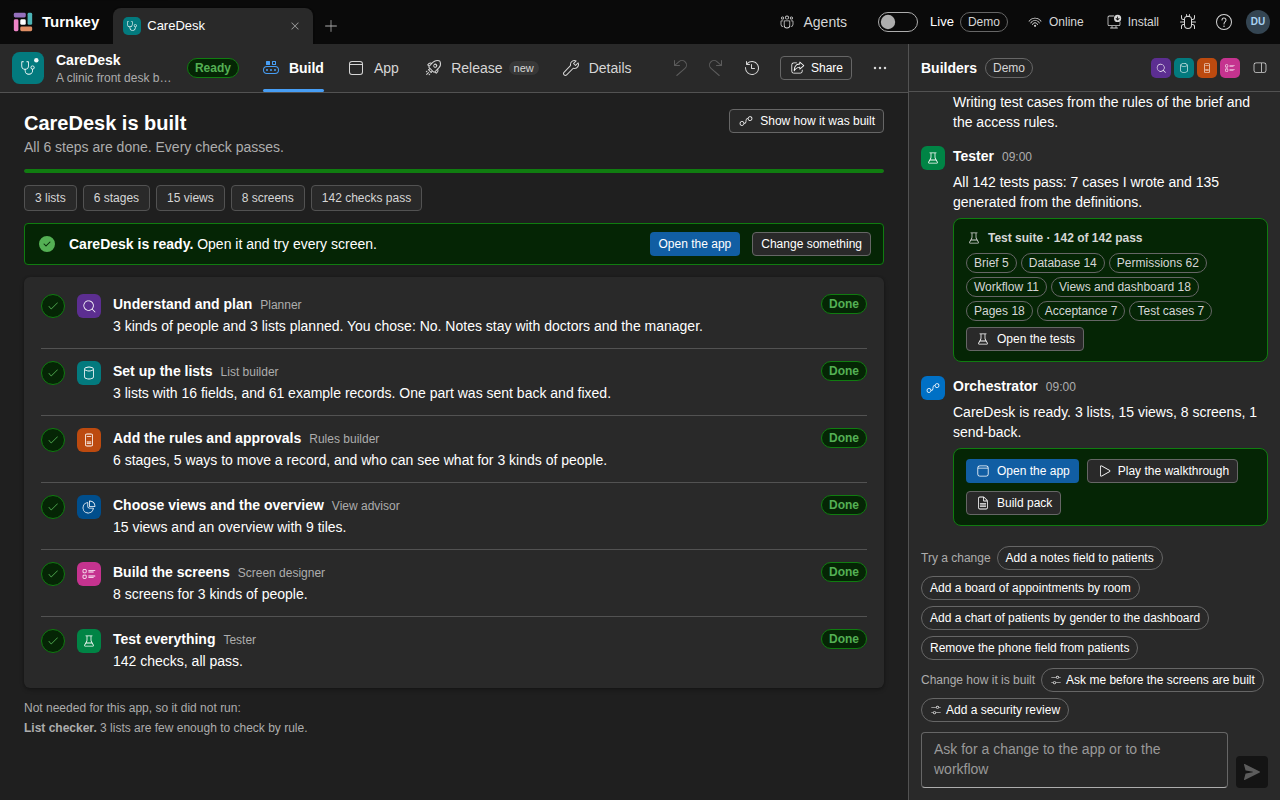 Turnkey
CareDesk
Agents
Live
Demo
Online
Install
DU
CareDesk
A clinic front desk b…
Ready
Build
App
Release new
Details
Share
Builders
Demo
CareDesk is built
All 6 steps are done. Every check passes.
Show how it was built
3 lists
6 stages
15 views
8 screens
142 checks pass
CareDesk is ready. Open it and try every screen.
Open the app
Change something
Understand and plan Planner
Done
3 kinds of people and 3 lists planned. You chose: No. Notes stay with doctors and the manager.
Set up the lists List builder
Done
3 lists with 16 fields, and 61 example records. One part was sent back and fixed.
Add the rules and approvals Rules builder
Done
6 stages, 5 ways to move a record, and who can see what for 3 kinds of people.
Choose views and the overview View advisor
Done
15 views and an overview with 9 tiles.
Build the screens Screen designer
Done
8 screens for 3 kinds of people.
Test everything Tester
Done
142 checks, all pass.
Not needed for this app, so it did not run:
List checker. 3 lists are few enough to check by rule.
Writing test cases from the rules of the brief and
the access rules.
Tester 09:00
All 142 tests pass: 7 cases I wrote and 135
generated from the definitions.
Test suite · 142 of 142 pass
Brief 5
Database 14
Permissions 62
Workflow 11
Views and dashboard 18
Pages 18
Acceptance 7
Test cases 7
Open the tests
Orchestrator 09:00
CareDesk is ready. 3 lists, 15 views, 8 screens, 1
send-back.
Open the app
Play the walkthrough
Build pack
Try a change
Add a notes field to patients
Add a board of appointments by room
Add a chart of patients by gender to the dashboard
Remove the phone field from patients
Change how it is built
Ask me before the screens are built
Add a security review
Ask for a change to the app or to the
workflow